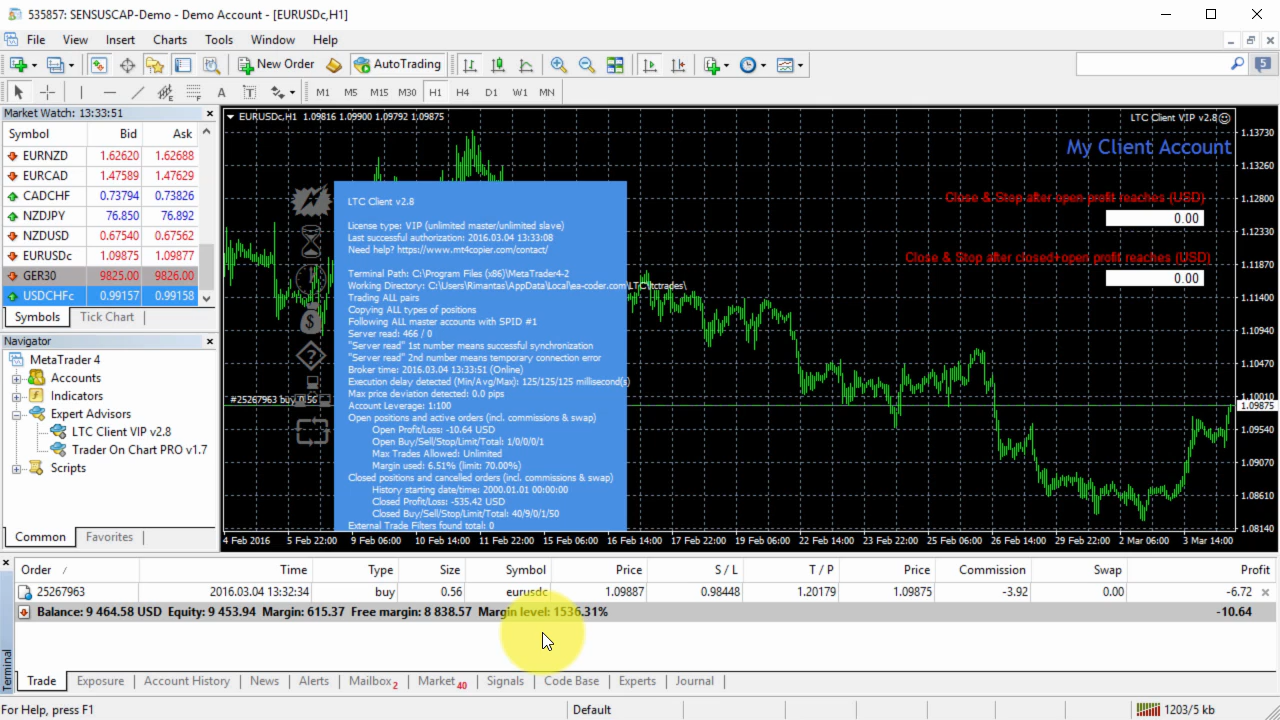 535857: SENSUSCAP-Demo - Demo Account - [EURUSDc,H1]
File View Insert Charts Tools Window Help
New Order AutoTrading 5
A T M1 M5 M15 M30 H1 H4 D1 W1 MN
Market Watch: 13:33:51
Symbol Bid Ask
EURNZD 1.62620 1.62688
EURCAD 1.47589 1.47629
CADCHF 0.73794 0.73826
NZDJPY 76.850 76.892
NZDUSD 0.67540 0.67562
EURUSDc 1.09875 1.09877
GER30 9825.00 9826.00
USDCHFc 0.99157 0.99158
Symbols Tick Chart
Navigator
MetaTrader 4
Accounts
Indicators
Expert Advisors
LTC Client VIP v2.8
Trader On Chart PRO v1.7
Scripts
Common Favorites
EURUSDc,H1 1.09816 1.09900 1.09792 1.09875
LTC Client VIP v2.8
My Client Account
Close & Stop after open profit reaches (USD)
0.00
Close & Stop after closed+open profit reaches (USD)
0.00
LTC Client v2.8
License type: VIP (unlimited master/unlimited slave)
Last successful authorization: 2016.03.04 13:33:08
Need help? https://www.mt4copier.com/contact/
Terminal Path: C:\Program Files (x86)\MetaTrader4-2
Working Directory: C:\Users\Rimantas\AppData\Local\ea-coder.com\LTC\ltctrades\
Trading ALL pairs
Copying ALL types of positions
Following ALL master accounts with SPID #1
Server read: 466 / 0
"Server read" 1st number means successful synchronization
"Server read" 2nd number means temporary connection error
Broker time: 2016.03.04 13:33:51 (Online)
Execution delay detected (Min/Avg/Max): 125/125/125 millisecond(s)
Max price deviation detected: 0.0 pips
Account Leverage: 1:100
Open positions and active orders (incl. commissions & swap)
Open Profit/Loss: -10.64 USD
Open Buy/Sell/Stop/Limit/Total: 1/0/0/0/1
Max Trades Allowed: Unlimited
Margin used: 6.51% (limit: 70.00%)
Closed positions and cancelled orders (incl. commissions & swap)
History starting date/time: 2000.01.01 00:00:00
Closed Profit/Loss: -535.42 USD
Closed Buy/Sell/Stop/Limit/Total: 40/9/0/1/50
External Trade Filters found total: 0
#25267963 buy 0.56
1.13730
1.13260
1.12800
1.12330
1.11400
1.10940
1.10470
1.10010
1.09875
1.09540
1.09070
1.08610
1.08140
4 Feb 2016 5 Feb 22:00 9 Feb 06:00 10 Feb 14:00 11 Feb 22:00 15 Feb 06:00 16 Feb 14:00 17 Feb 22:00 19 Feb 06:00 22 Feb 14:00 23 Feb 22:00 25 Feb 06:00 26 Feb 14:00 29 Feb 22:00 2 Mar 06:00 3 Mar 14:00
Order / Time Type Size Symbol Price S / L T / P Price Commission Swap Profit
25267963 2016.03.04 13:32:34 buy 0.56 eurusdc 1.09887 0.98448 1.20179 1.09875 -3.92 0.00 -6.72
Balance: 9 464.58 USD Equity: 9 453.94 Margin: 615.37 Free margin: 8 838.57 Margin level: 1536.31% -10.64
Terminal
Trade Exposure Account History News Alerts Mailbox 2 Market 40 Signals Code Base Experts Journal
For Help, press F1 Default 1203/5 kb